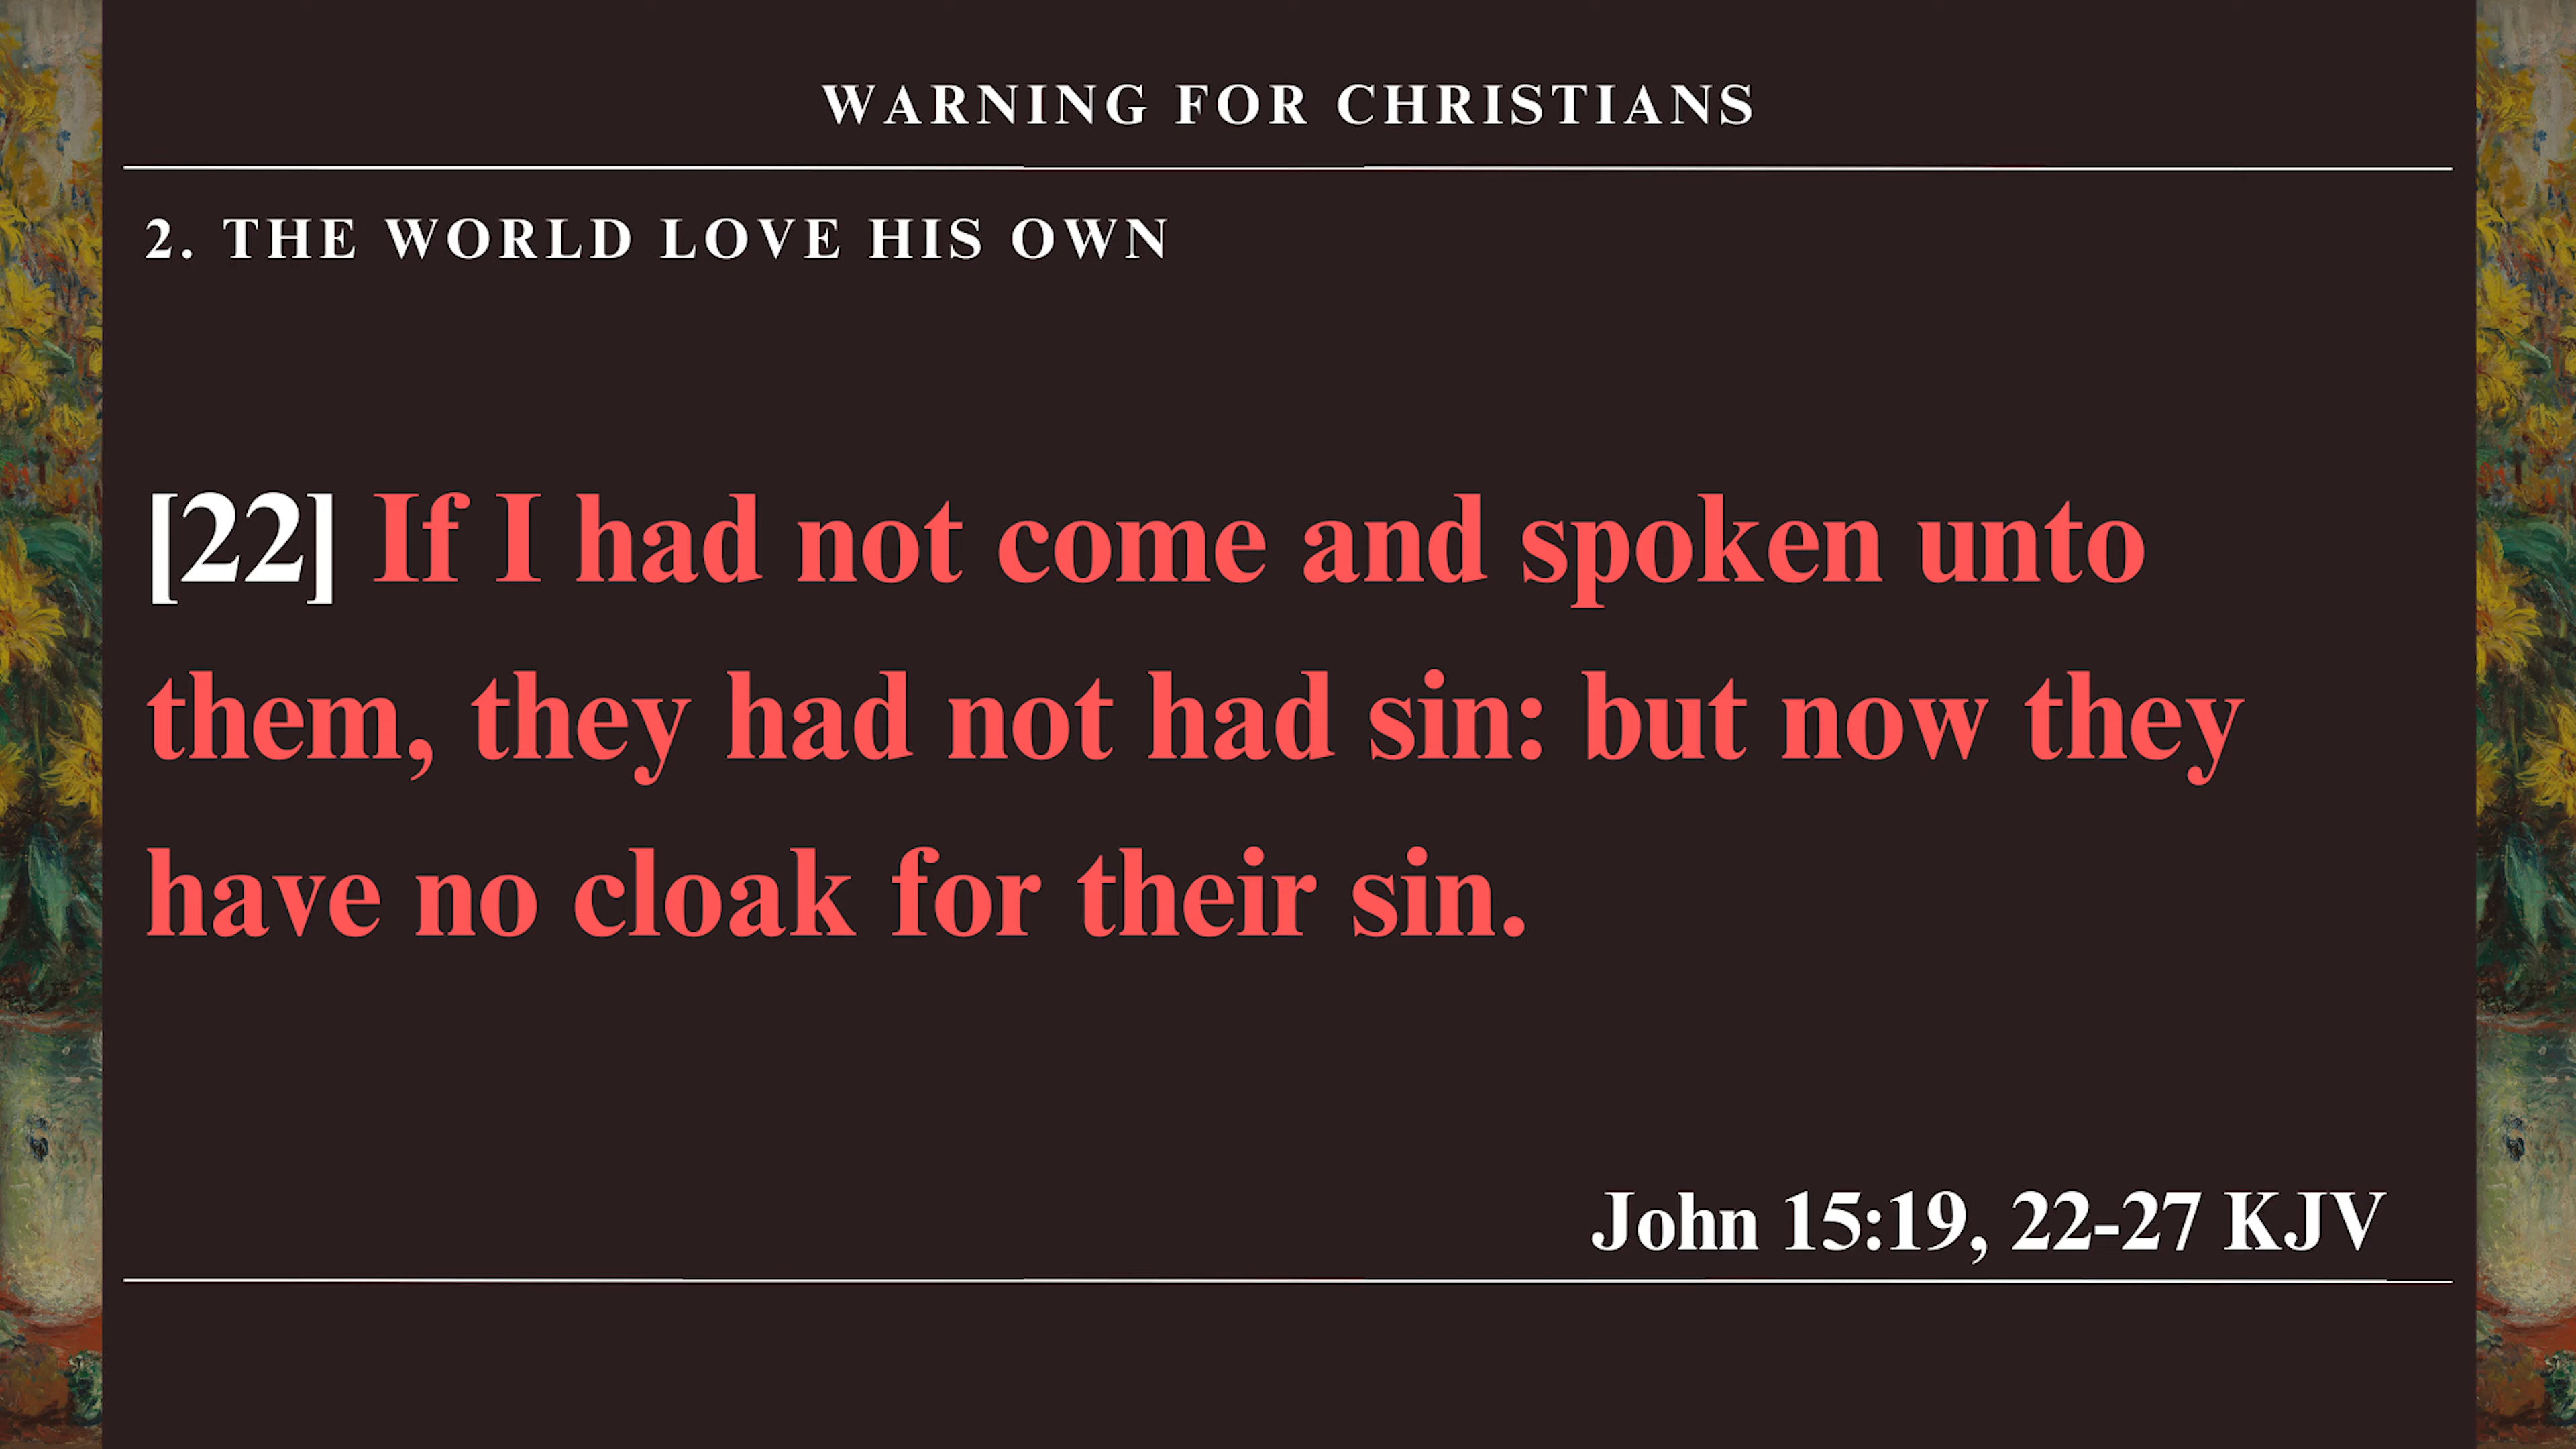 WARNING FOR CHRISTIANS
2. THE WORLD LOVE HIS OWN
[22] If I had not come and spoken unto
them, they had not had sin: but now they
have no cloak for their sin.
John 15:19, 22-27 KJV